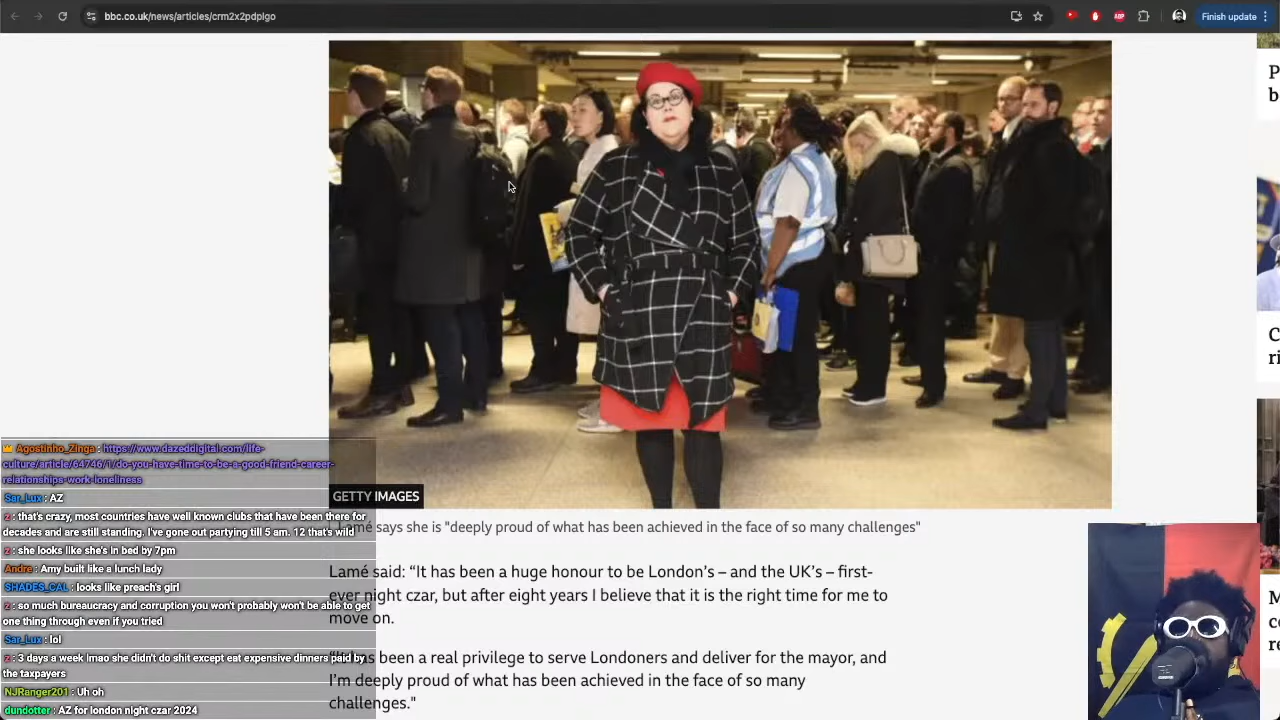 bbc.co.uk/news/articles/crm2x2pdplgo
Finish update
GETTY IMAGES
says she is "deeply proud of what has been achieved in the face of so many challenges"
Lamé said: “It has been a huge honour to be London’s – and the UK’s – first-
ever night czar, but after eight years I believe that it is the right time for me to
move on.
has been a real privilege to serve Londoners and deliver for the mayor, and
I’m deeply proud of what has been achieved in the face of so many
challenges."
Agostinho_Zinga : https://www.dazeddigital.com/life-
culture/article/64746/1/do-you-have-time-to-be-a-good-friend-career-
relationships-work-loneliness
Sar_Lux : AZ
z : that's crazy, most countries have well known clubs that have been there for
decades and are still standing. I've gone out partying till 5 am. 12 that's wild
z : she looks like she's in bed by 7pm
Andre : Amy built like a lunch lady
SHADES_CAL : looks like preach's girl
z : so much bureaucracy and corruption you won't probably won't be able to get
one thing through even if you tried
Sar_Lux : lol
z : 3 days a week lmao she didn't do shit except eat expensive dinners paid by
the taxpayers
NJRanger201 : Uh oh
dundotter : AZ for london night czar 2024
P
b
C
ri
M
c
re